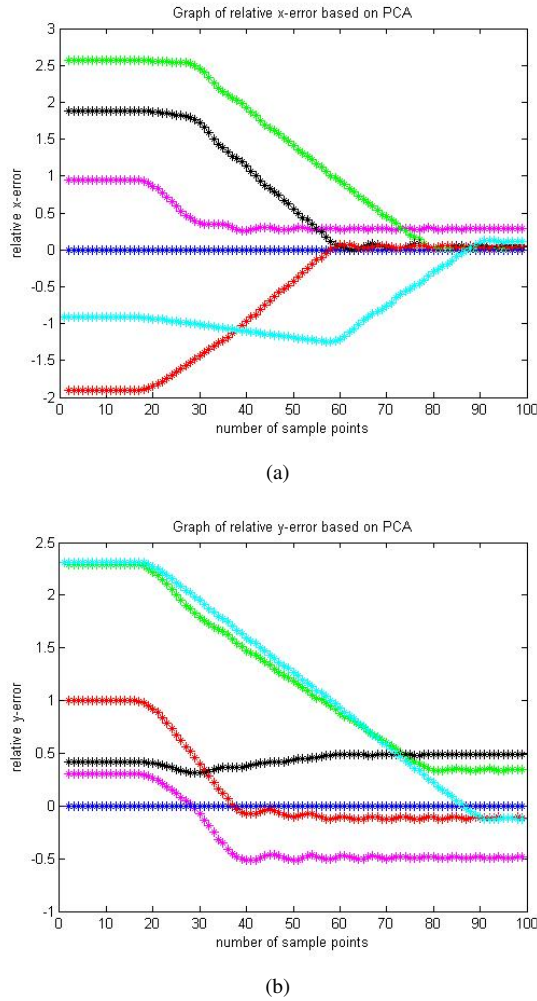 Graph of relative x-error based on PCA
3
2.5
2
1.5
1
0.5
0
-0.5
-1
-1.5
-2
relative x-error
0 10 20 30 40 50 60 70 80 90 100
number of sample points
(a)
Graph of relative y-error based on PCA
2.5
2
1.5
1
0.5
0
-0.5
-1
relative y-error
0 10 20 30 40 50 60 70 80 90 100
number of sample points
(b)